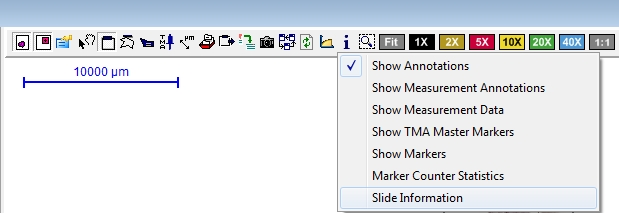 Fit 1X 2X 5X 10X 20X 40X 1:1
10000 µm
Show Annotations
Show Measurement Annotations
Show Measurement Data
Show TMA Master Markers
Show Markers
Marker Counter Statistics
Slide Information